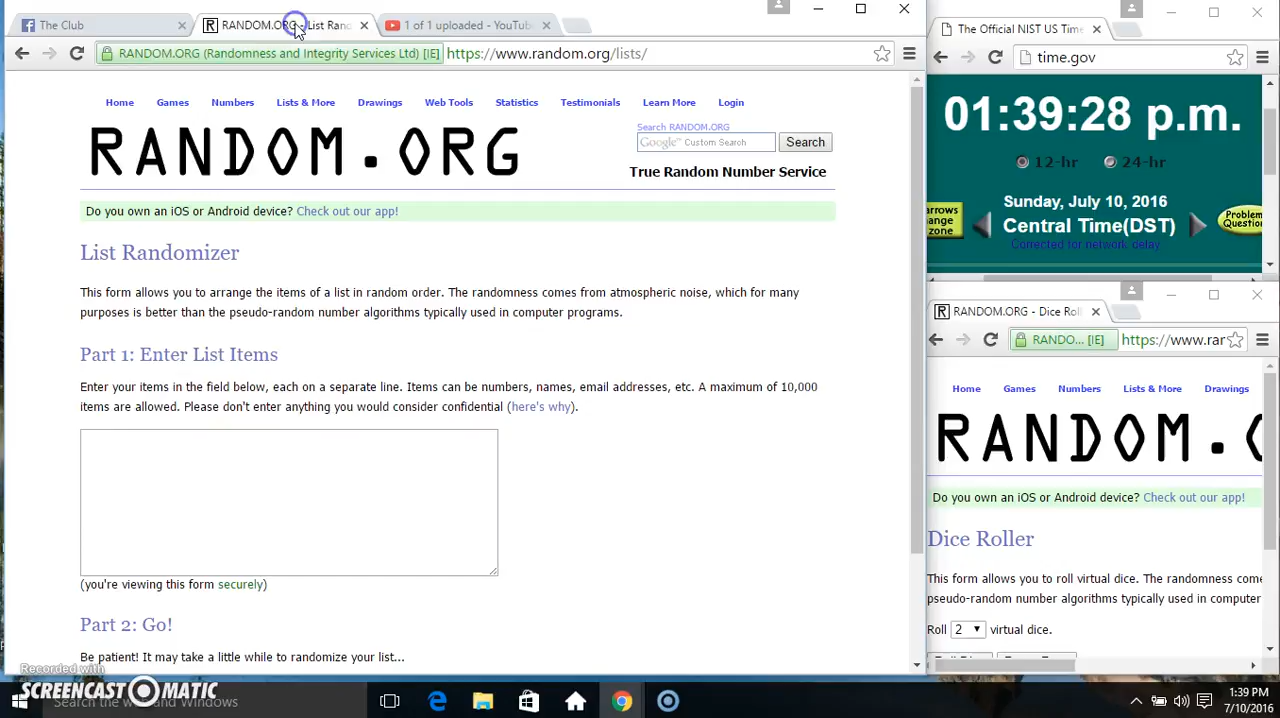 The Club
RANDOM.ORG - List Rand
1 of 1 uploaded - YouTube
RANDOM.ORG (Randomness and Integrity Services Ltd) [IE] https://www.random.org/lists/
Home Games Numbers Lists & More Drawings Web Tools Statistics Testimonials Learn More Login
RANDOM.ORG
Search RANDOM.ORG
Google™ Custom Search
Search
True Random Number Service
Do you own an iOS or Android device? Check out our app!
List Randomizer
This form allows you to arrange the items of a list in random order. The randomness comes from atmospheric noise, which for many
purposes is better than the pseudo-random number algorithms typically used in computer programs.
Part 1: Enter List Items
Enter your items in the field below, each on a separate line. Items can be numbers, names, email addresses, etc. A maximum of 10,000
items are allowed. Please don't enter anything you would consider confidential (here's why).
(you're viewing this form securely)
Part 2: Go!
Be patient! It may take a little while to randomize your list...
The Official NIST US Time
time.gov
01:39:28 p.m.
12-hr 24-hr
Sunday, July 10, 2016
Central Time(DST)
Corrected for network delay
arrows
ange
zone
Problem
Question
RANDOM.ORG - Dice Roll
RANDO... [IE] https://www.rar
Home Games Numbers Lists & More Drawings
RANDOM.O
Do you own an iOS or Android device? Check out our app!
Dice Roller
This form allows you to roll virtual dice. The randomness come
pseudo-random number algorithms typically used in computer
Roll 2 virtual dice.
Recorded with
SCREENCAST-O-MATIC
Search the web and Windows
1:39 PM
7/10/2016